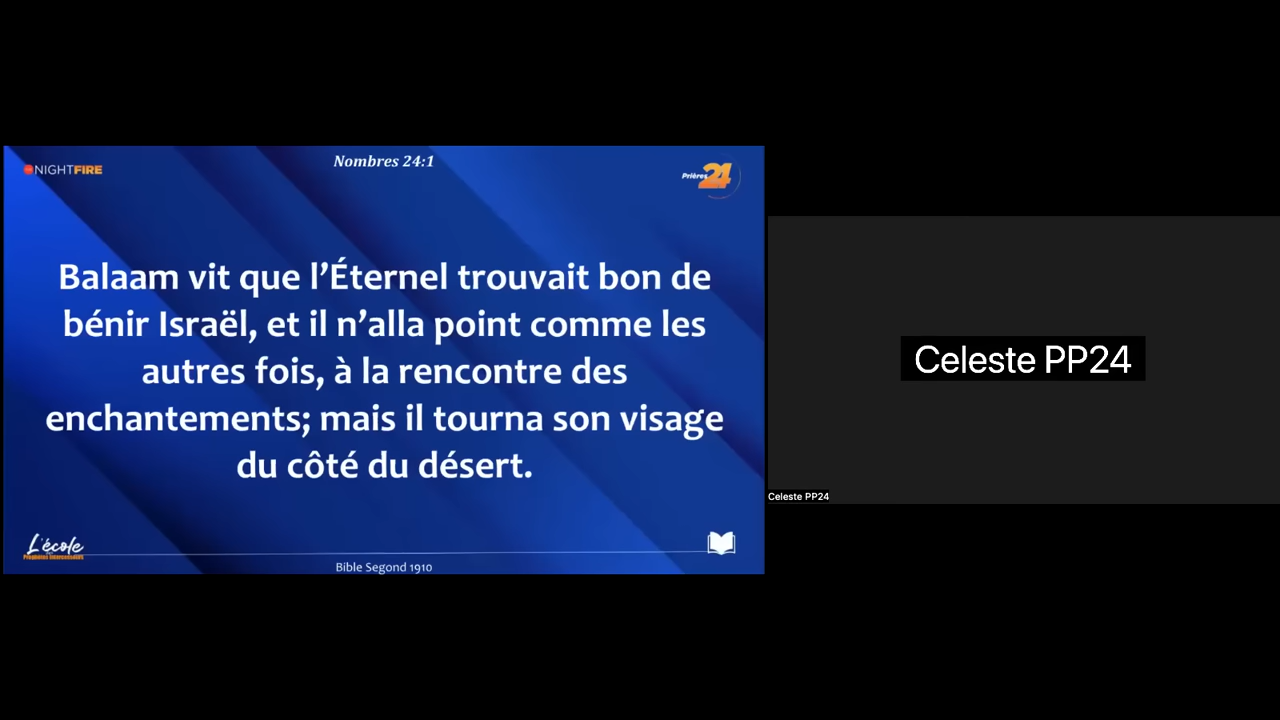 NIGHTFIRE
Nombres 24:1
Prières 24
Balaam vit que l’Éternel trouvait bon de
bénir Israël, et il n’alla point comme les
autres fois, à la rencontre des
enchantements; mais il tourna son visage
du côté du désert.
L'école
Prophètes Intercesseurs
Bible Segond 1910
Celeste PP24
Celeste PP24